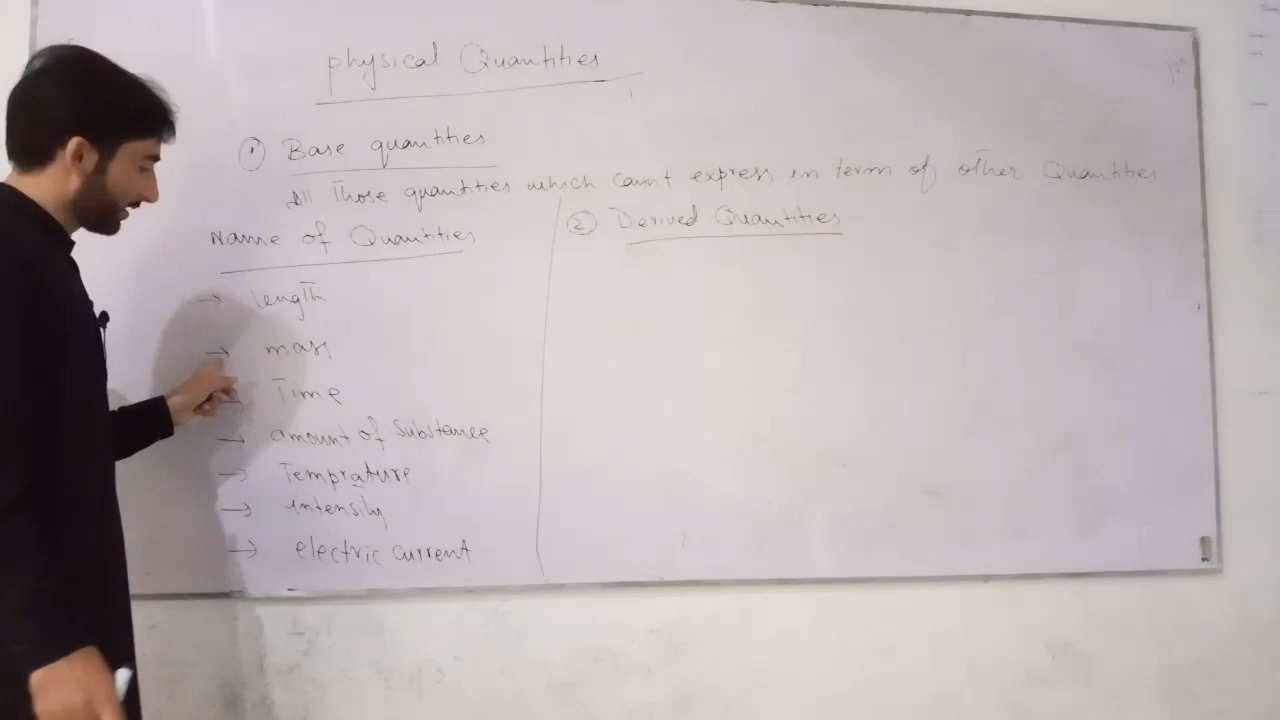 physical Quantities
① Base quantities
All Those quantities which can't express in term of other Quantities
Name of Quantities
→ length
→ mass
→ Time
→ amount of Substance
→ Temprature
→ intensity
→ electric current
② Derived Quantities